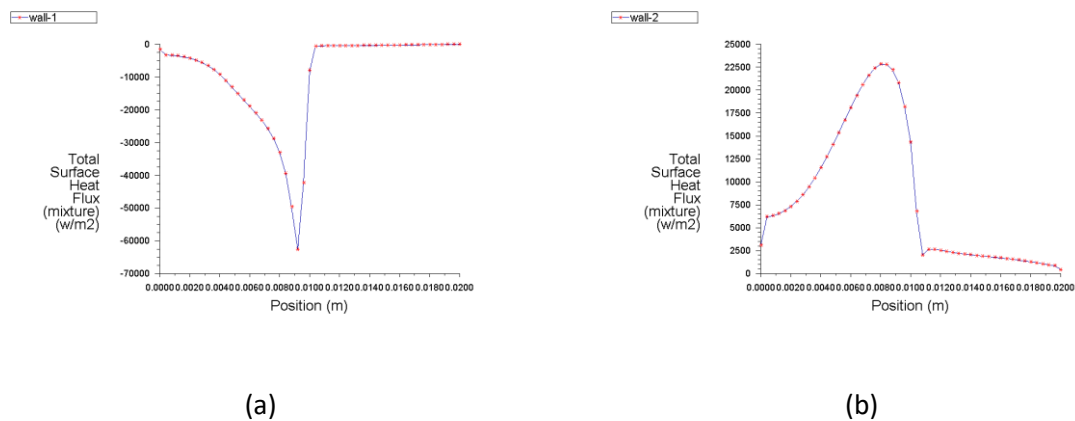 wall-1
0
-10000
-20000
-30000
-40000
-50000
-60000
-70000
Total
Surface
Heat
Flux
(mixture)
(w/m2)
0.0000 0.0020 0.0040 0.0060 0.0080 0.0100 0.0120 0.0140 0.0160 0.0180 0.0200
Position (m)
(a)
wall-2
25000
22500
20000
17500
15000
12500
10000
7500
5000
2500
0
Total
Surface
Heat
Flux
(mixture)
(w/m2)
0.0000 0.0020 0.0040 0.0060 0.0080 0.0100 0.0120 0.0140 0.0160 0.0180 0.0200
Position (m)
(b)